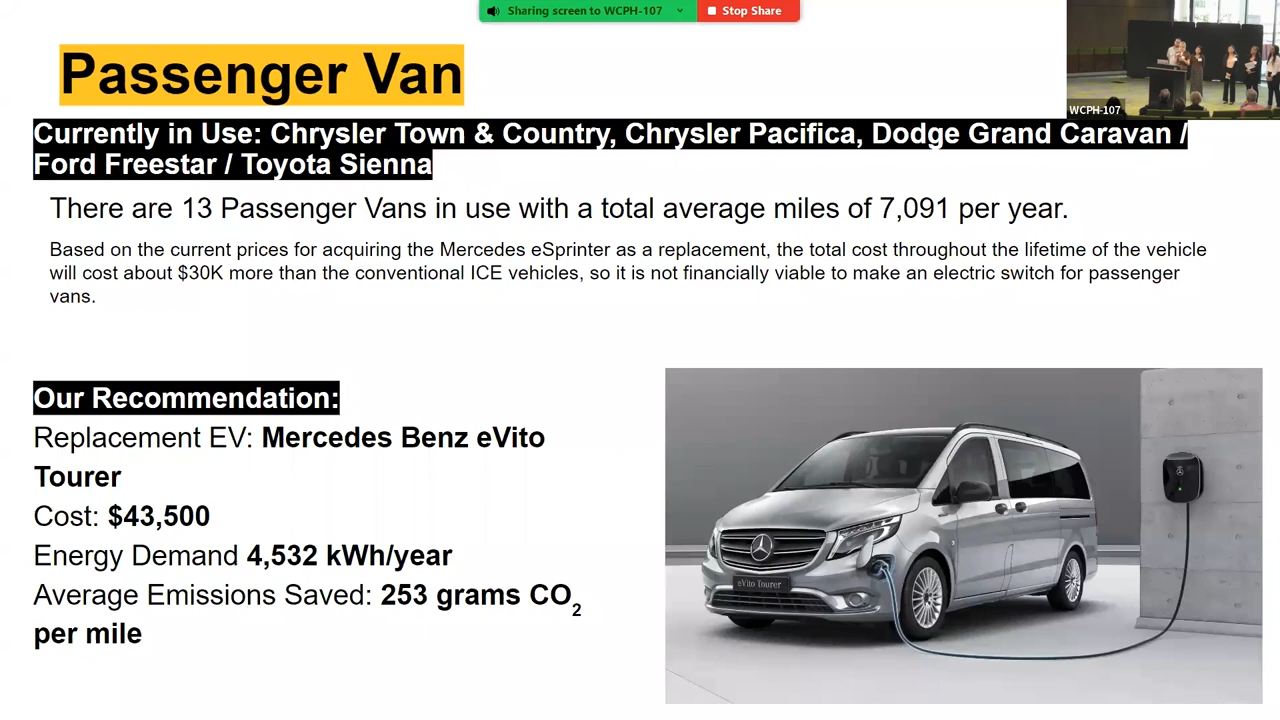 Sharing screen to WCPH-107
Stop Share
Passenger Van
WCPH-107
Currently in Use: Chrysler Town & Country, Chrysler Pacifica, Dodge Grand Caravan /
Ford Freestar / Toyota Sienna
There are 13 Passenger Vans in use with a total average miles of 7,091 per year.
Based on the current prices for acquiring the Mercedes eSprinter as a replacement, the total cost throughout the lifetime of the vehicle
will cost about $30K more than the conventional ICE vehicles, so it is not financially viable to make an electric switch for passenger
vans.
Our Recommendation:
Replacement EV: Mercedes Benz eVito
Tourer
Cost: $43,500
Energy Demand 4,532 kWh/year
Average Emissions Saved: 253 grams CO2
per mile
eVito Tourer